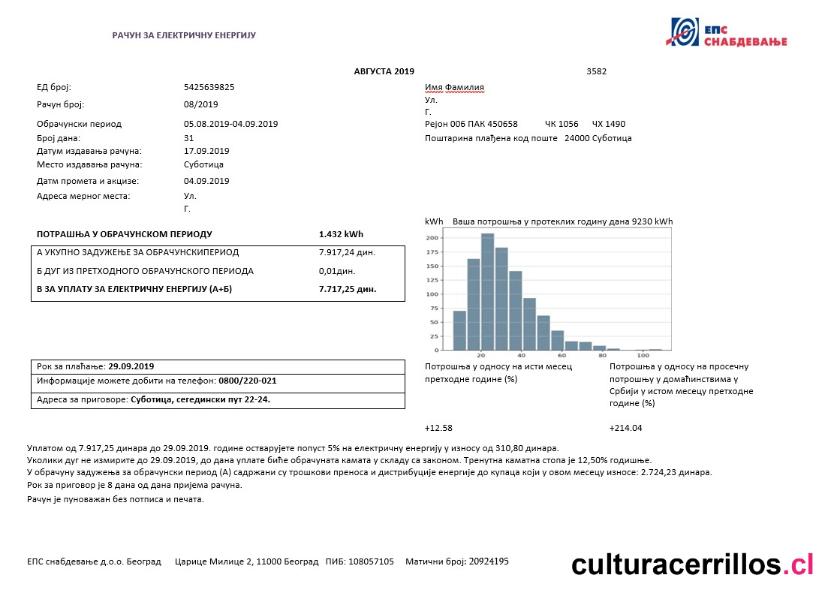 РАЧУН ЗА ЕЛЕКТРИЧНУ ЕНЕРГИЈУ
ЕПС
СНАБДЕВАЊЕ
АВГУСТА 2019
3582
ЕД број: 5425639825
Рачун број: 08/2019
Обрачунски период 05.08.2019-04.09.2019
Број дана: 31
Датум издавања рачуна: 17.09.2019
Место издавања рачуна: Суботица
Датм промета и акцизе: 04.09.2019
Адреса мерног места: Ул.
Г.
Имя Фамилия
Ул.
Г.
Рејон 006 ПАК 450658 ЧК 1056 ЧХ 1490
Поштарина плаћена код поште 24000 Суботица
ПОТРАШЊА У ОБРАЧУНСКОМ ПЕРИОДУ 1.432 kWh
А УКУПНО ЗАДУЖЕЊЕ ЗА ОБРАЧУНСКИПЕРИОД 7.917,24 дин.
Б ДУГ ИЗ ПРЕТХОДНОГ ОБРАЧУНСКОГ ПЕРИОДА 0,01дин.
В ЗА УПЛАТУ ЗА ЕЛЕКТРИЧНУ ЕНЕРГИЈУ (А+Б) 7.717,25 дин.
kWh Ваша потрошња у протеклих годину дана 9230 kWh
200
175
150
125
100
75
50
25
0
20 40 60 80 100
Рок за плаћање: 29.09.2019
Информације можете добити на телефон: 0800/220-021
Адреса за приговоре: Суботица, сегедински пут 22-24.
Потрошња у односу на исти месец
претходне године (%)
+12.58
Потрошња у односу на просечну
потрошњу у домаћинствима у
Србији у истом месецу претходне
године (%)
+214.04
Уплатом од 7.917,25 динара до 29.09.2019. године остварујете попуст 5% на електричну енергију у износу од 310,80 динара.
Уколики дуг не измирите до 29.09.2019, до дана уплате биће обрачуната камата у складу са законом. Тренутна каматна стопа је 12,50% годишње.
У обрачуну задужења за обрачунски период (А) садржани су трошкови преноса и дистрибуције енергије до купаца који у овом месецу износе: 2.724,23 динара.
Рок за приговор је 8 дана од дана пријема рачуна.
Рачун је пуноважан без потписа и печата.
ЕПС снабдевање д.о.о. Београд Царице Милице 2, 11000 Београд ПИБ: 108057105 Матични број: 20924195
culturacerrillos.cl